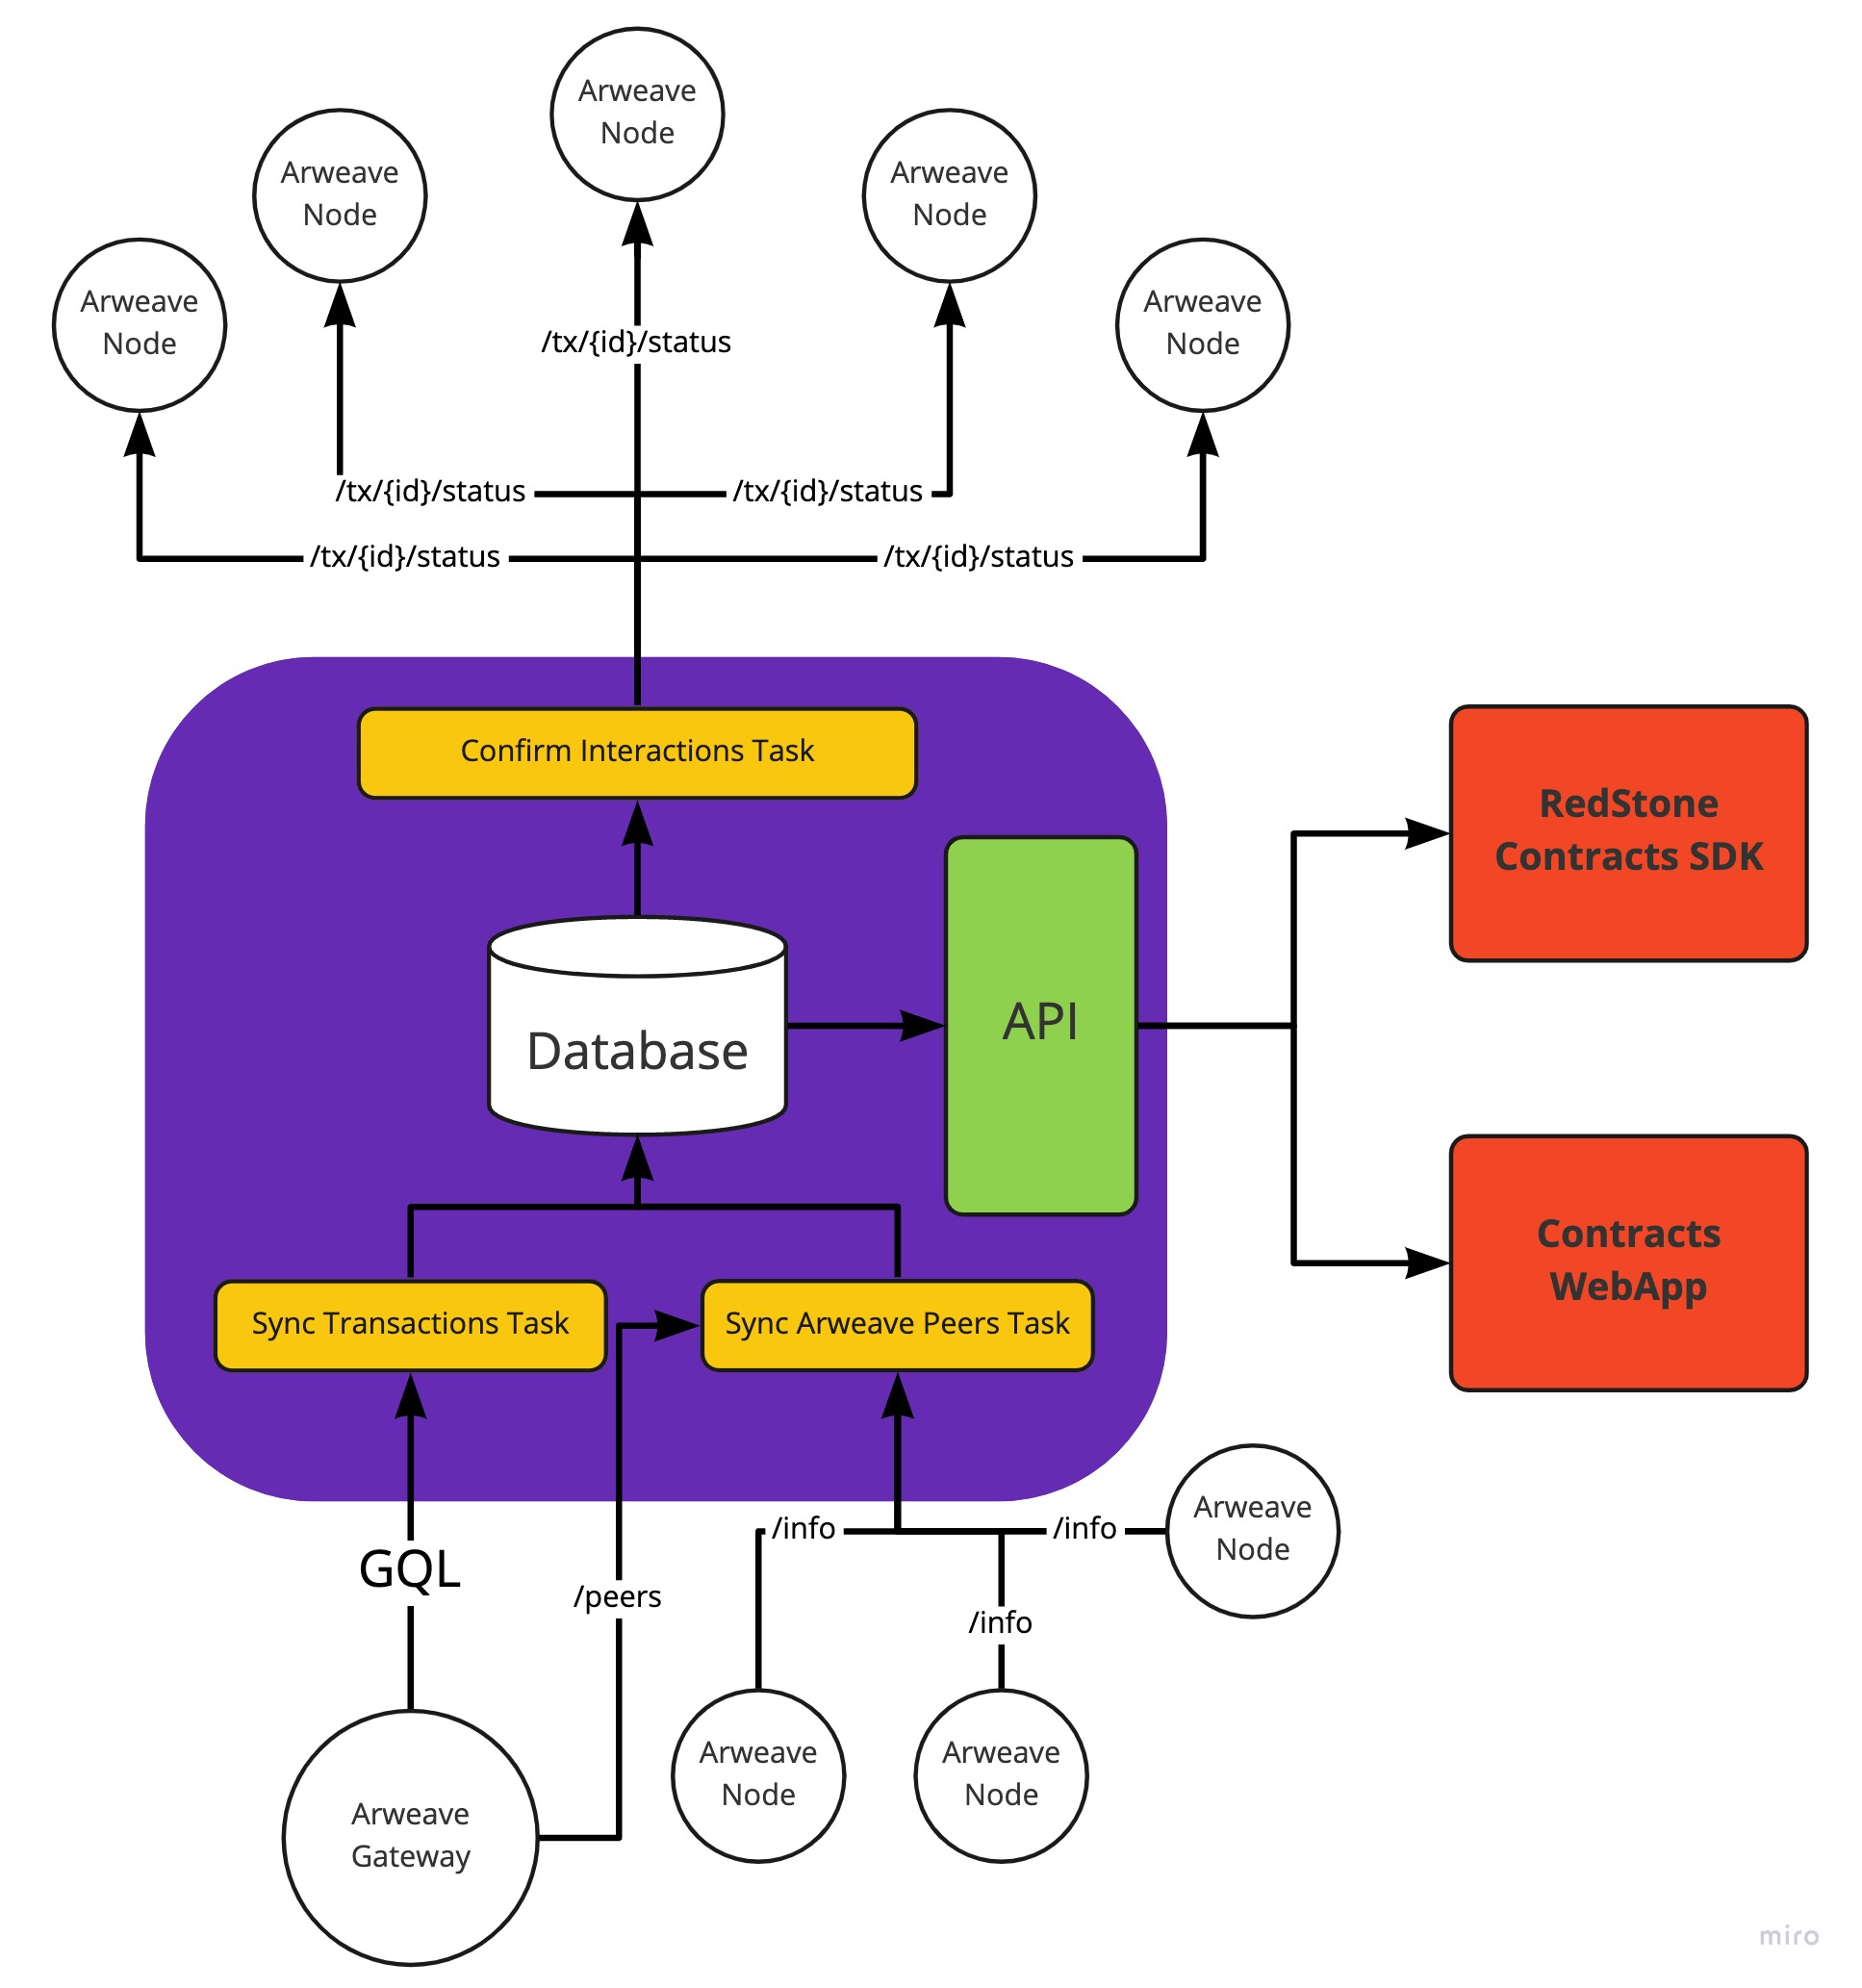 Arweave
Node
Arweave
Node
Arweave
Node
Arweave
Node
Arweave
Node
/tx/{id}/status
/tx/{id}/status
/tx/{id}/status
/tx/{id}/status
/tx/{id}/status
Confirm Interactions Task
RedStone
Contracts SDK
API
Database
Contracts
WebApp
Sync Transactions Task
Sync Arweave Peers Task
Arweave
Node
/info
/info
GQL
/peers
/info
Arweave
Node
Arweave
Node
Arweave
Gateway
miro